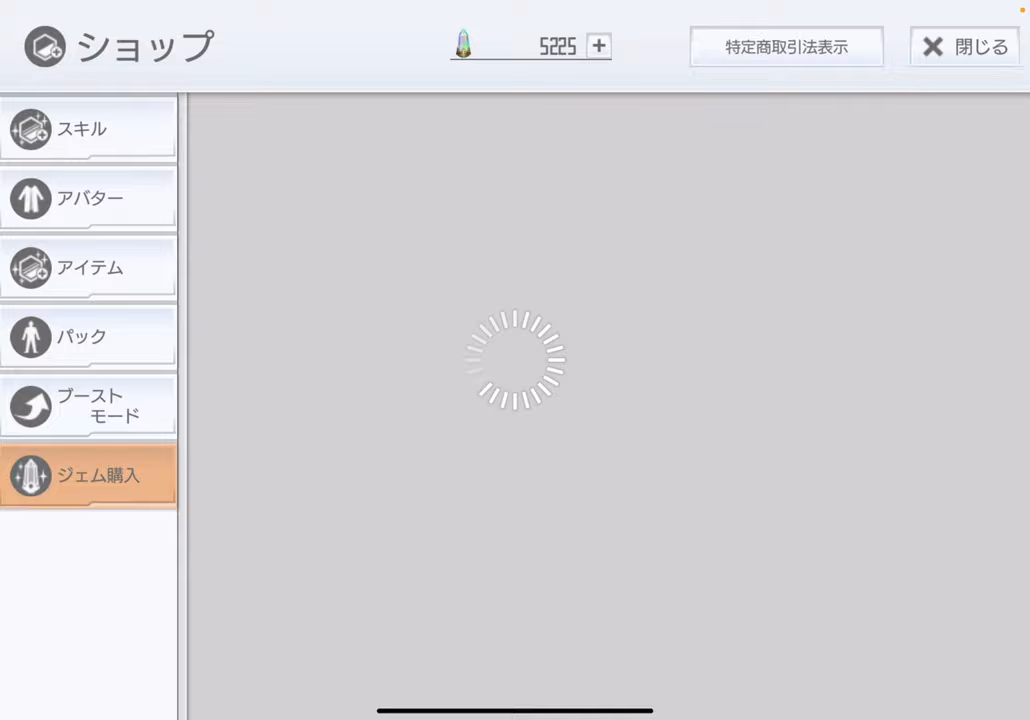 ショップ
5225
特定商取引法表示
閉じる
スキル
アバター
アイテム
パック
ブースト
モード
ジェム購入